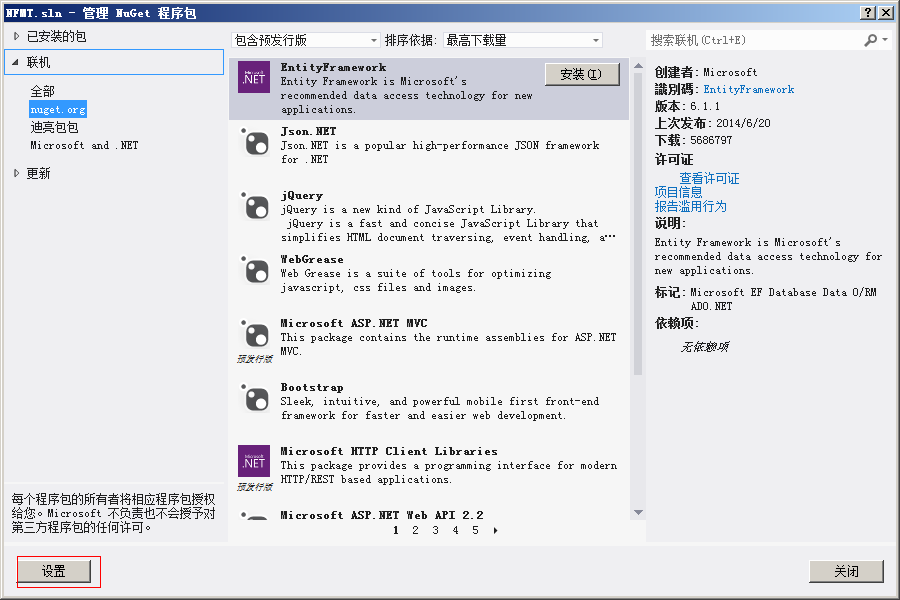 NFMT.sln - 管理 NuGet 程序包
已安装的包
联机
全部
nuget.org
迪亮包包
Microsoft and .NET
更新
每个程序包的所有者将相应程序包授权
给您。Microsoft 不负责也不会授予对
第三方程序包的任何许可。
包含预发行版 排序依据: 最高下载量
Microsoft .NET
EntityFramework
Entity Framework is Microsoft's
recommended data access technology for new
applications.
安装(I)
Json.NET
Json.NET is a popular high-performance JSON framework
for .NET
jQuery
jQuery is a new kind of JavaScript Library.
jQuery is a fast and concise JavaScript Library that
simplifies HTML document traversing, event handling, a…
WebGrease
Web Grease is a suite of tools for optimizing
javascript, css files and images.
Microsoft ASP.NET MVC
This package contains the runtime assemblies for ASP.NET
MVC.
预发行版
Bootstrap
Sleek, intuitive, and powerful mobile first front-end
framework for faster and easier web development.
Microsoft .NET
Microsoft HTTP Client Libraries
This package provides a programming interface for modern
HTTP/REST based applications.
预发行版
Microsoft ASP.NET Web API 2.2
1 2 3 4 5
搜索联机(Ctrl+E)
创建者: Microsoft
識別碼: EntityFramework
版本: 6.1.1
上次发布: 2014/6/20
下载: 5686797
许可证
查看许可证
项目信息
报告滥用行为
说明:
Entity Framework is Microsoft's
recommended data access technology for
new applications.
标记: Microsoft EF Database Data O/RM
ADO.NET
依赖项:
无依赖项
设置
关闭